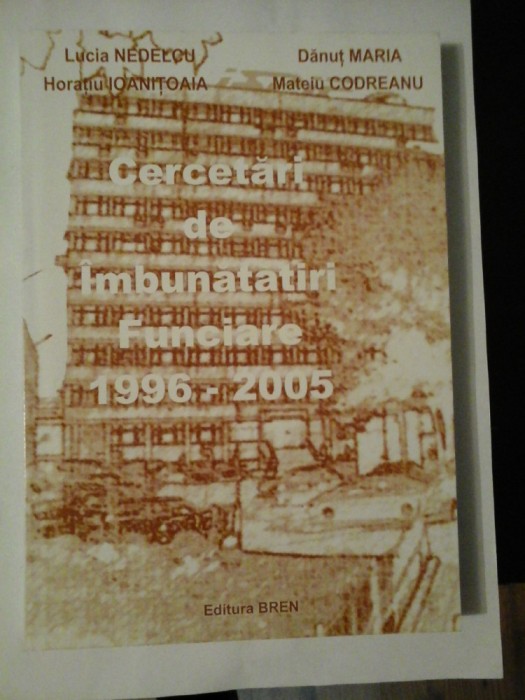 Lucia NEDELCU Dănuț MARIA
Horațiu IOANIȚOAIA Mateiu CODREANU
Cercetări
de
Îmbunatatiri
Funciare
1996 - 2005
Editura BREN